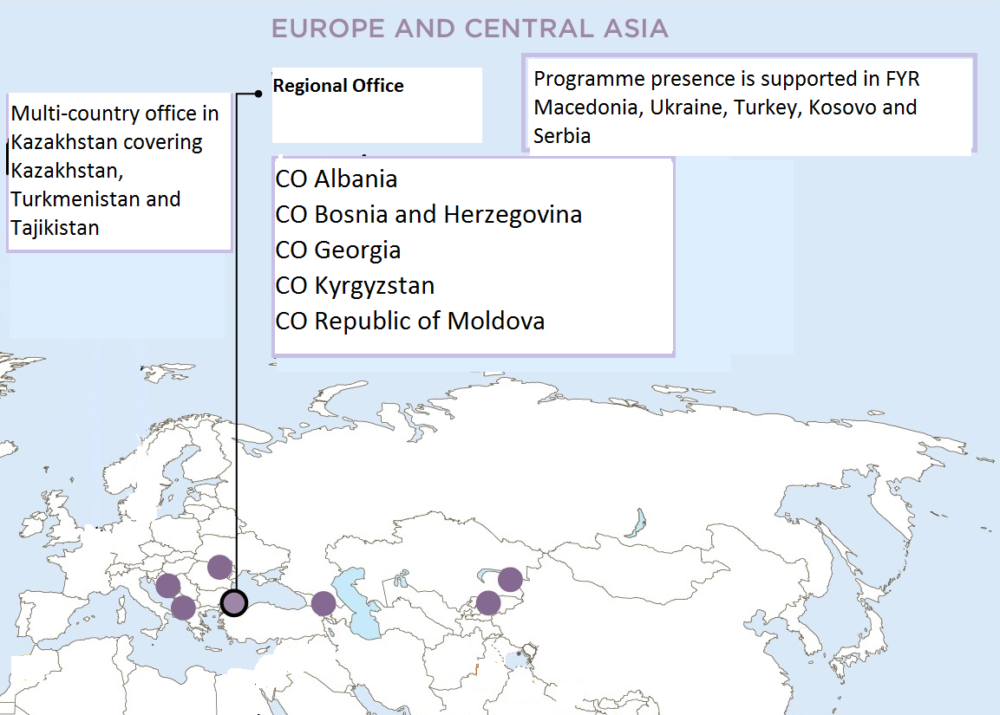 EUROPE AND CENTRAL ASIA
Regional Office
Programme presence is supported in FYR
Macedonia, Ukraine, Turkey, Kosovo and
Serbia
Multi-country office in
Kazakhstan covering
Kazakhstan,
Turkmenistan and
Tajikistan
CO Albania
CO Bosnia and Herzegovina
CO Georgia
CO Kyrgyzstan
CO Republic of Moldova